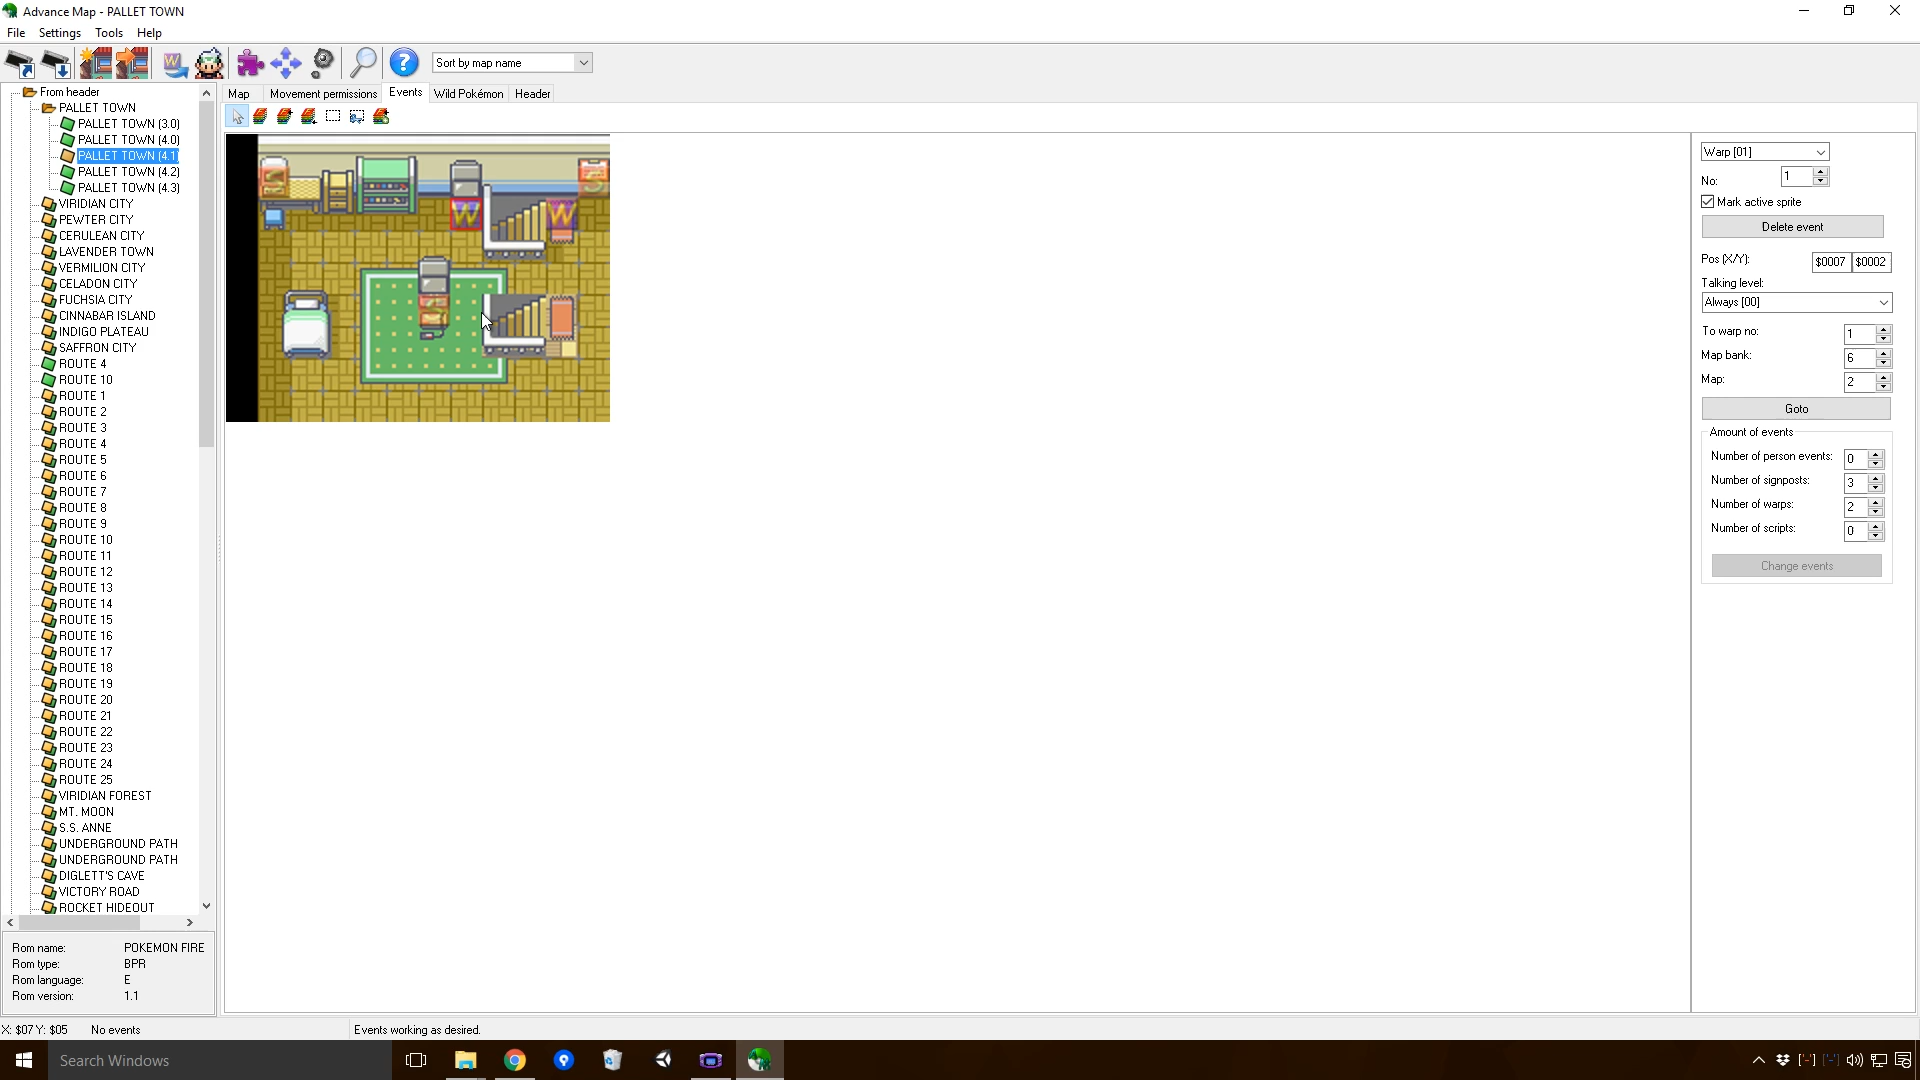 Advance Map - PALLET TOWN
File Settings Tools Help
Sort by map name
From header
PALLET TOWN
PALLET TOWN (3.0)
PALLET TOWN (4.0)
PALLET TOWN (4.1)
PALLET TOWN (4.2)
PALLET TOWN (4.3)
VIRIDIAN CITY
PEWTER CITY
CERULEAN CITY
LAVENDER TOWN
VERMILION CITY
CELADON CITY
FUCHSIA CITY
CINNABAR ISLAND
INDIGO PLATEAU
SAFFRON CITY
ROUTE 4
ROUTE 10
ROUTE 1
ROUTE 2
ROUTE 3
ROUTE 4
ROUTE 5
ROUTE 6
ROUTE 7
ROUTE 8
ROUTE 9
ROUTE 10
ROUTE 11
ROUTE 12
ROUTE 13
ROUTE 14
ROUTE 15
ROUTE 16
ROUTE 17
ROUTE 18
ROUTE 19
ROUTE 20
ROUTE 21
ROUTE 22
ROUTE 23
ROUTE 24
ROUTE 25
VIRIDIAN FOREST
MT. MOON
S.S. ANNE
UNDERGROUND PATH
UNDERGROUND PATH
DIGLETT'S CAVE
VICTORY ROAD
ROCKET HIDEOUT
Rom name: POKEMON FIRE
Rom type: BPR
Rom language: E
Rom version: 1.1
Map Movement permissions Events Wild Pokémon Header
S
W
W
S
S
Warp [01]
No: 1
Mark active sprite
Delete event
Pos (X/Y): $0007 $0002
Talking level:
Always [00]
To warp no: 1
Map bank: 6
Map: 2
Goto
Amount of events
Number of person events: 0
Number of signposts: 3
Number of warps: 2
Number of scripts: 0
Change events
X: $07 Y: $05 No events Events working as desired.
Search Windows